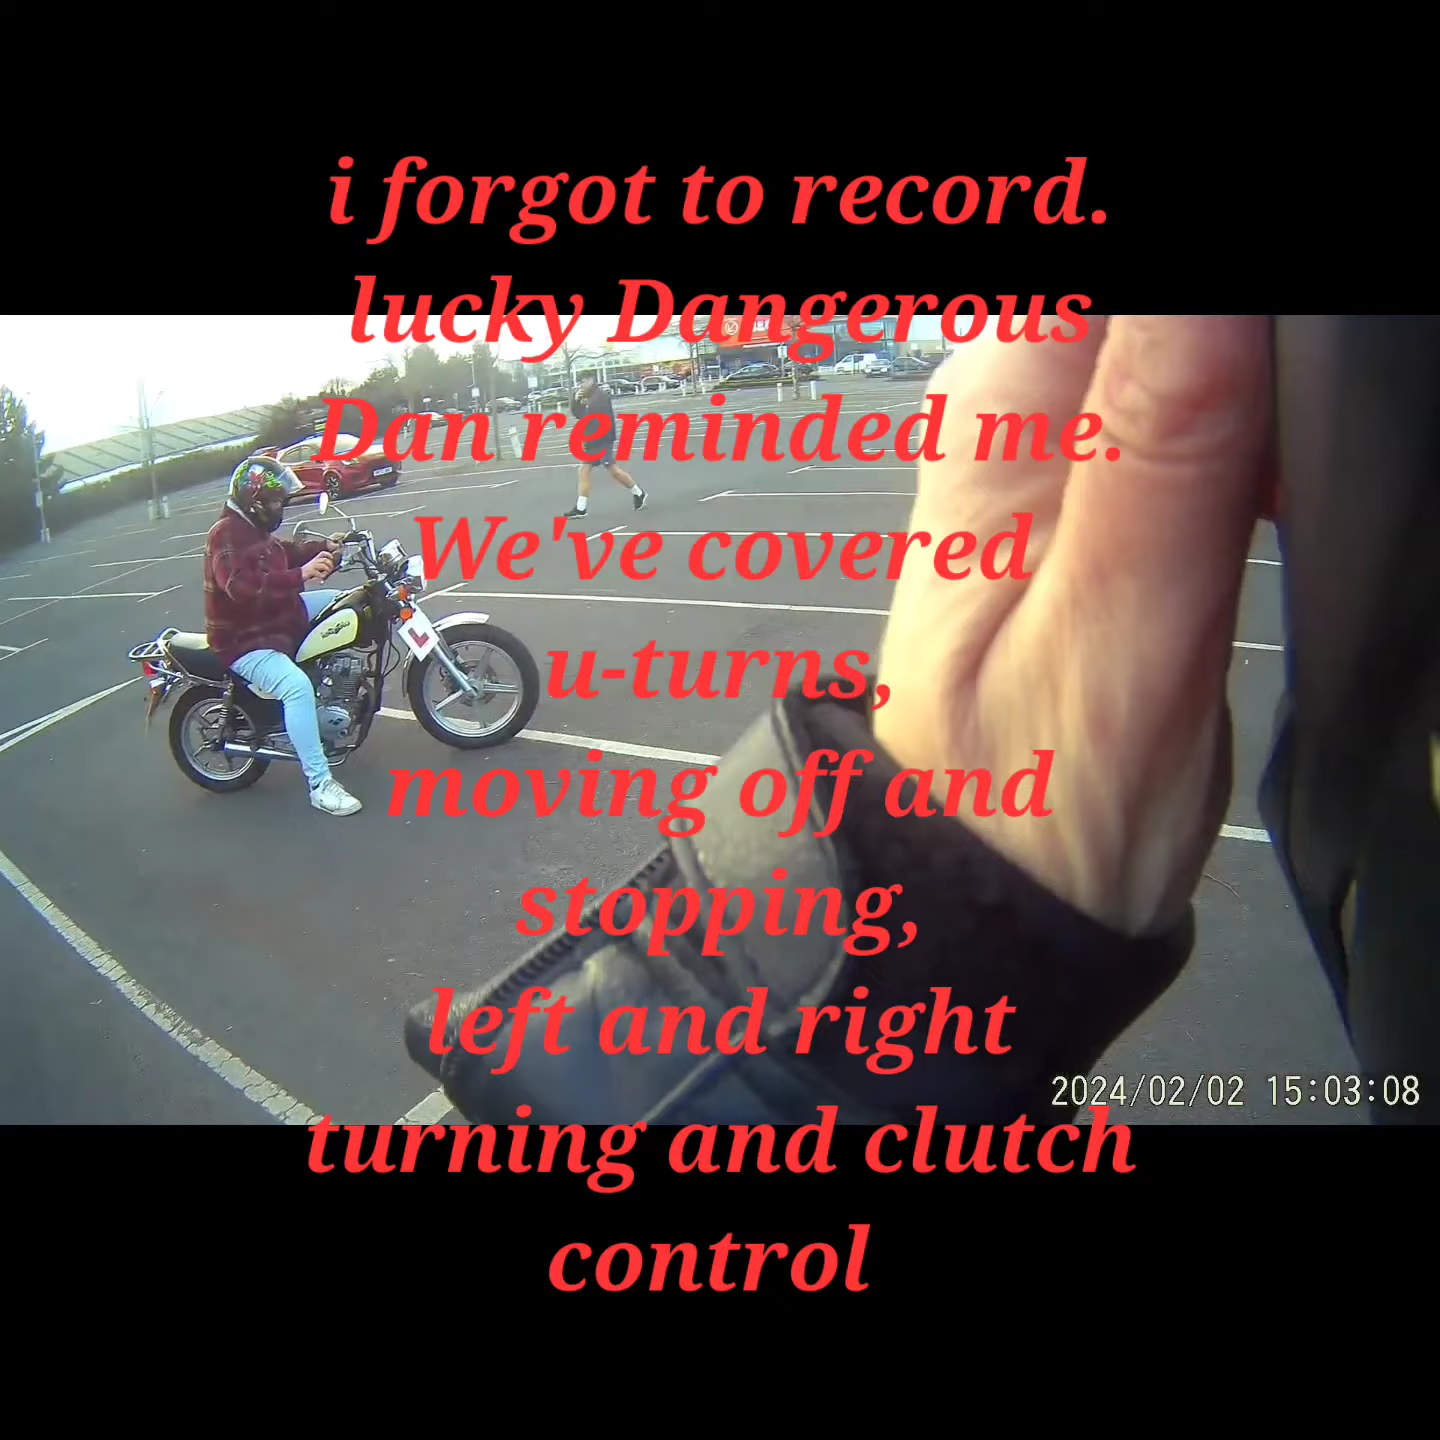 i forgot to record.
lucky Dangerous
Dan reminded me.
We've covered
u-turns,
L
moving off and
stopping,
left and right
2024/02/02 15:03:08
turning and clutch
control